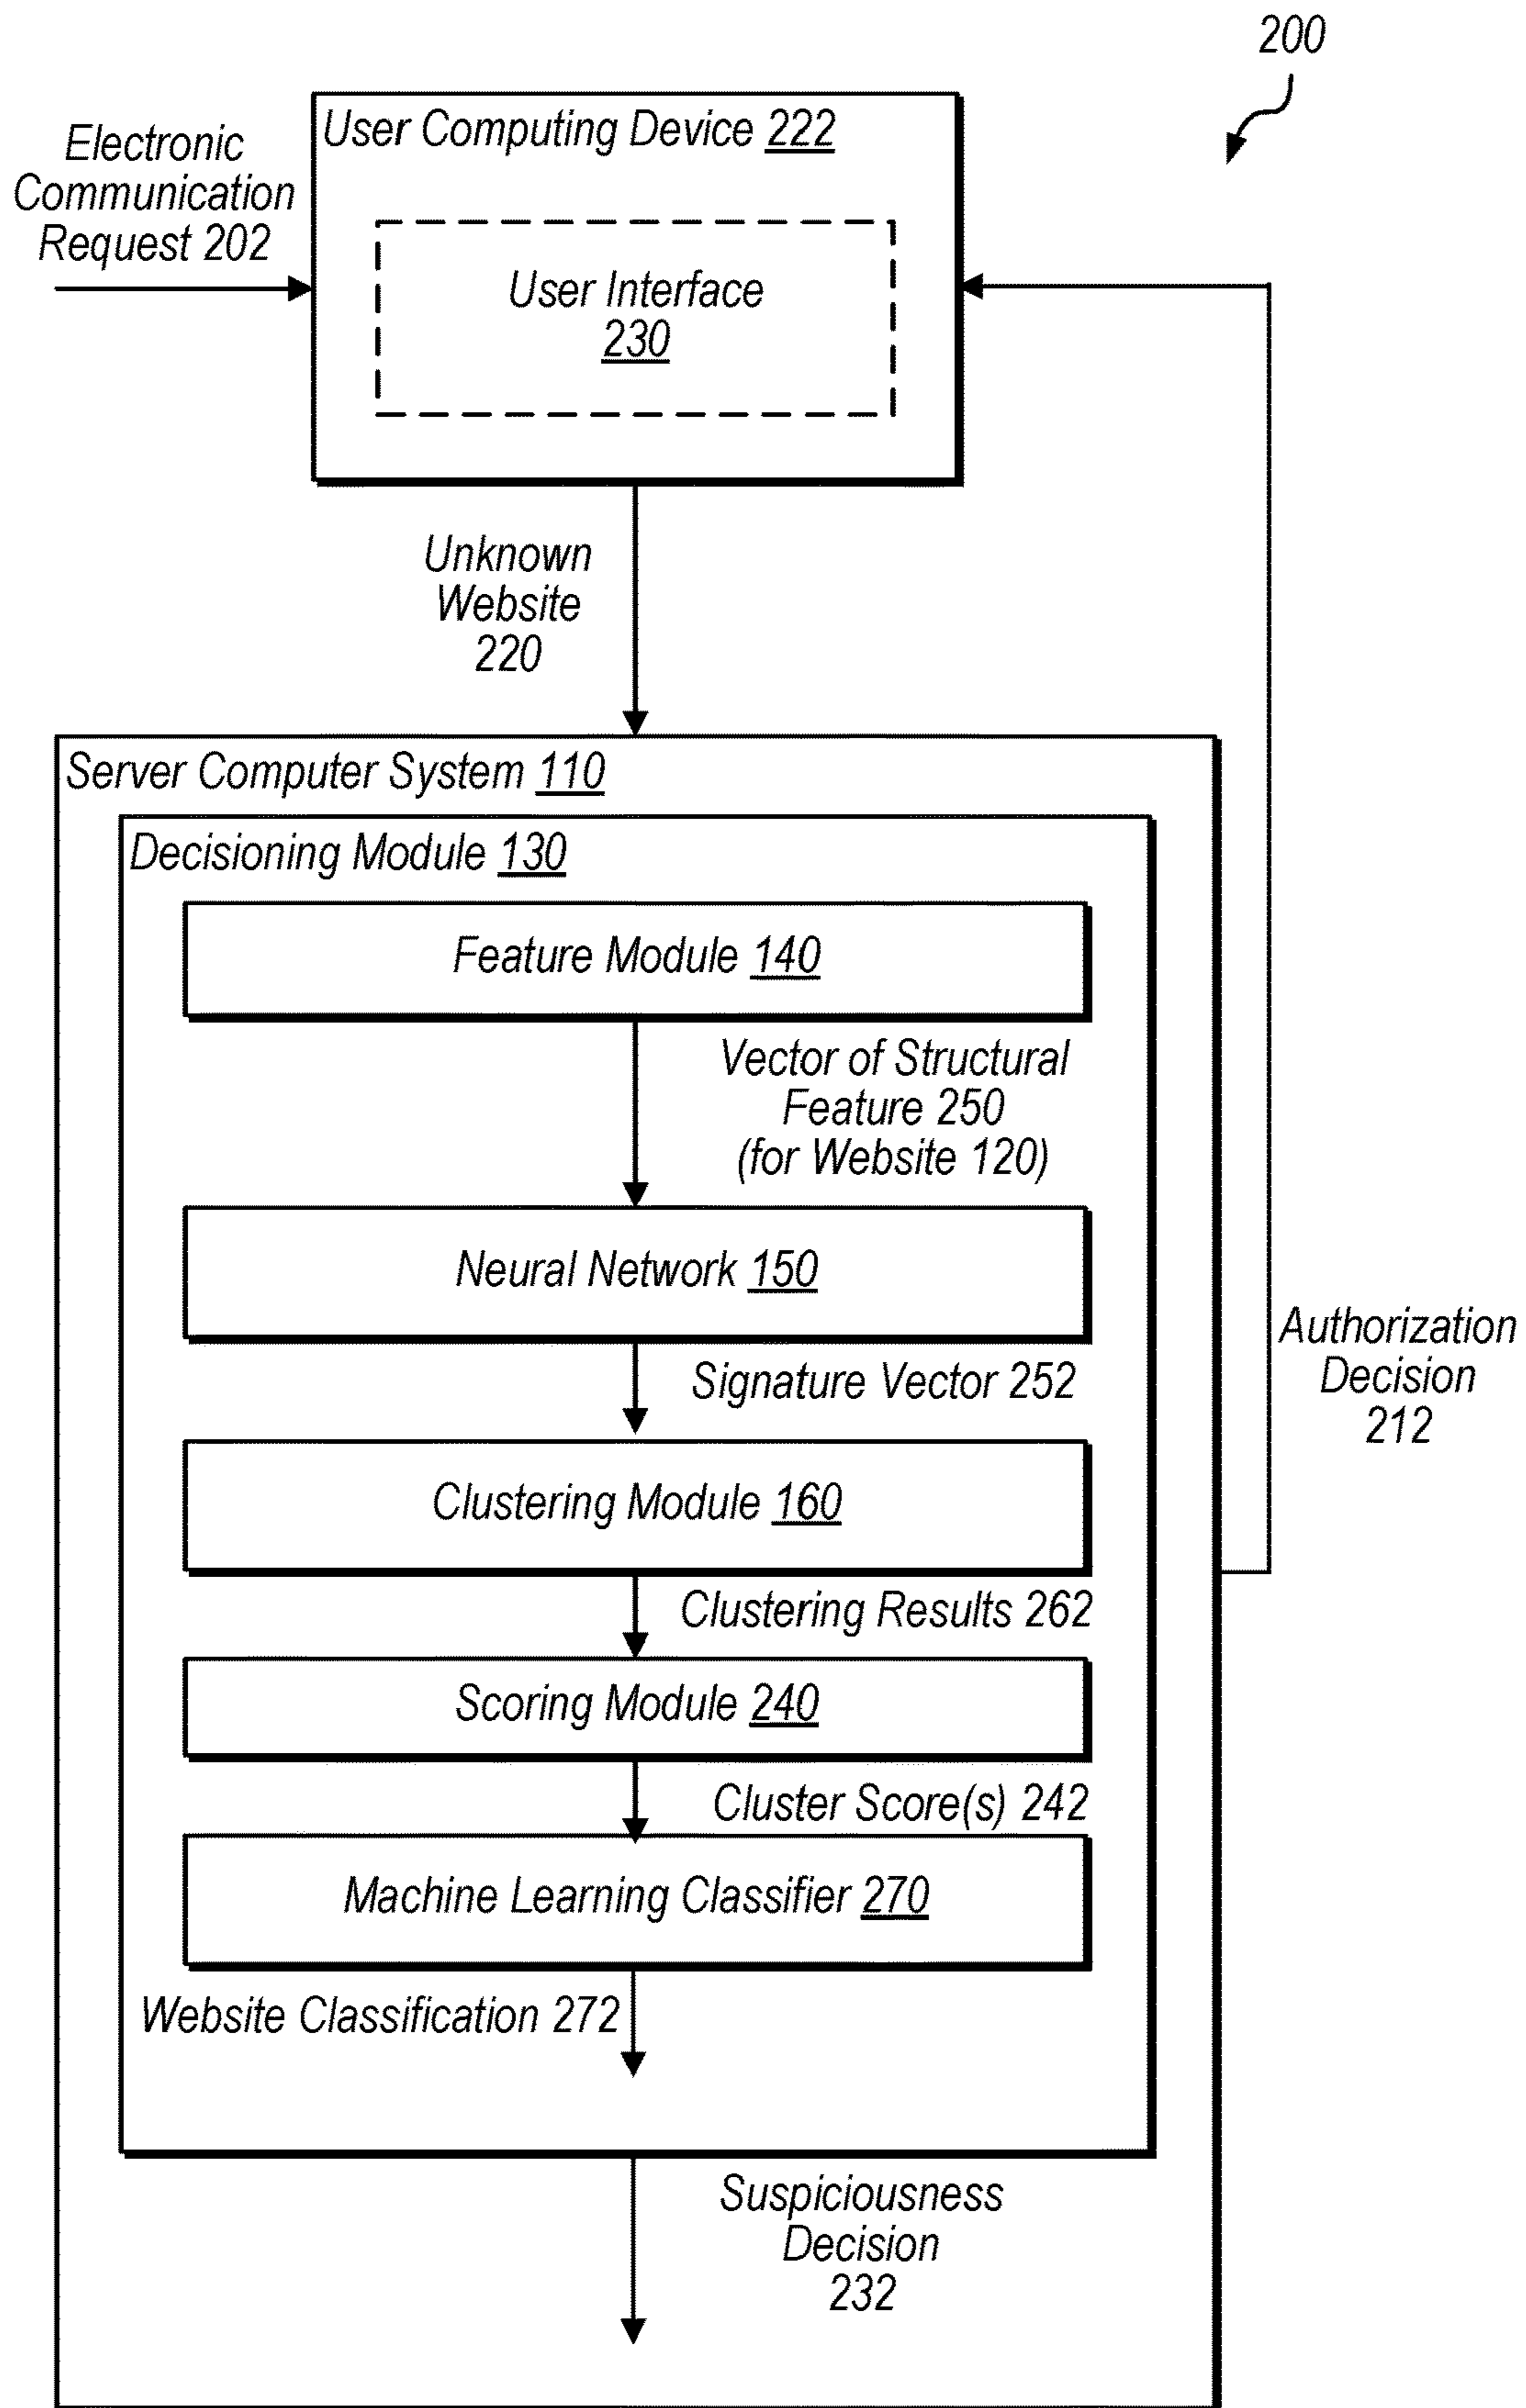 200
User Computing Device 222
Electronic
Communication
Request 202
User Interface
230
Unknown
Website
220
Server Computer System 110
Decisioning Module 130
Feature Module 140
Vector of Structural
Feature 250
(for Website 120)
Neural Network 150
Signature Vector 252
Authorization
Decision
212
Clustering Module 160
Clustering Results 262
Scoring Module 240
Cluster Score(s) 242
Machine Learning Classifier 270
Website Classification 272
Suspiciousness
Decision
232